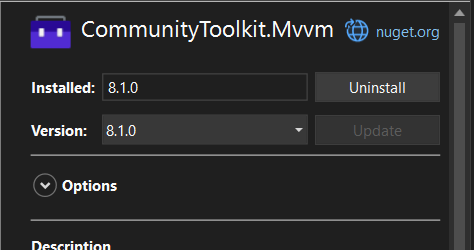 CommunityToolkit.Mvvm nuget.org
Installed: 8.1.0 Uninstall
Version: 8.1.0 Update
Options
Description